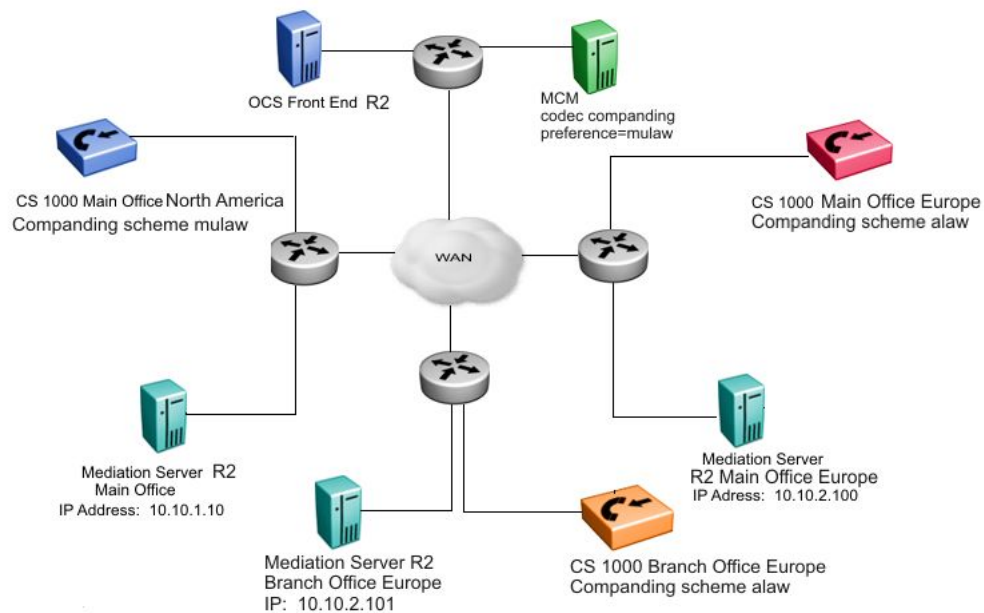 OCS Front End R2
MCM
codec companding
preference=mulaw
CS 1000 Main Office North America
Companding scheme mulaw
CS 1000 Main Office Europe
Companding scheme alaw
WAN
Mediation Server R2
Main Office
IP Address: 10.10.1.10
Mediation Server
R2 Main Office Europe
IP Adress: 10.10.2.100
Mediation Server R2
Branch Office Europe
IP: 10.10.2.101
CS 1000 Branch Office Europe
Companding scheme alaw